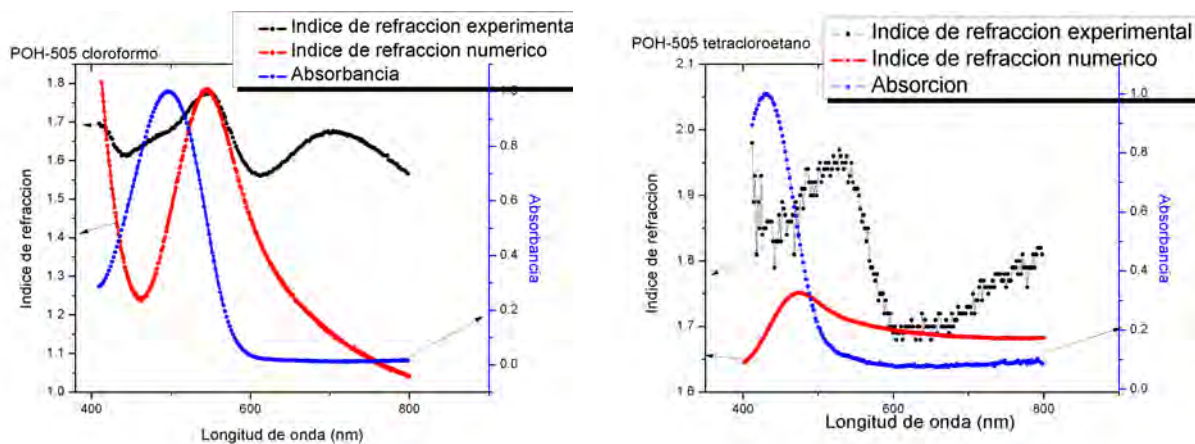 POH-505 cloroformo
Indice de refraccion experimenta
Indice de refraccion numerico
Absorbancia
1.8
1.7
1.6
1.5
1.4
1.3
1.2
1.1
1.0
Indice de refraccion
0.8
0.6
0.4
0.2
0.0
Absorbancia
400
600
800
Longitud de onda (nm)
POH-505 tetracloroetano
Indice de refraccion experimental
Indice de refraccion numerico
Absorcion
2.1
2.0
1.9
1.8
1.7
1.6
Indice de refraccion
1.0
0.8
0.6
0.4
0.2
0.0
Absorbancia
400
500
600
700
800
Longitud de onda (nm)